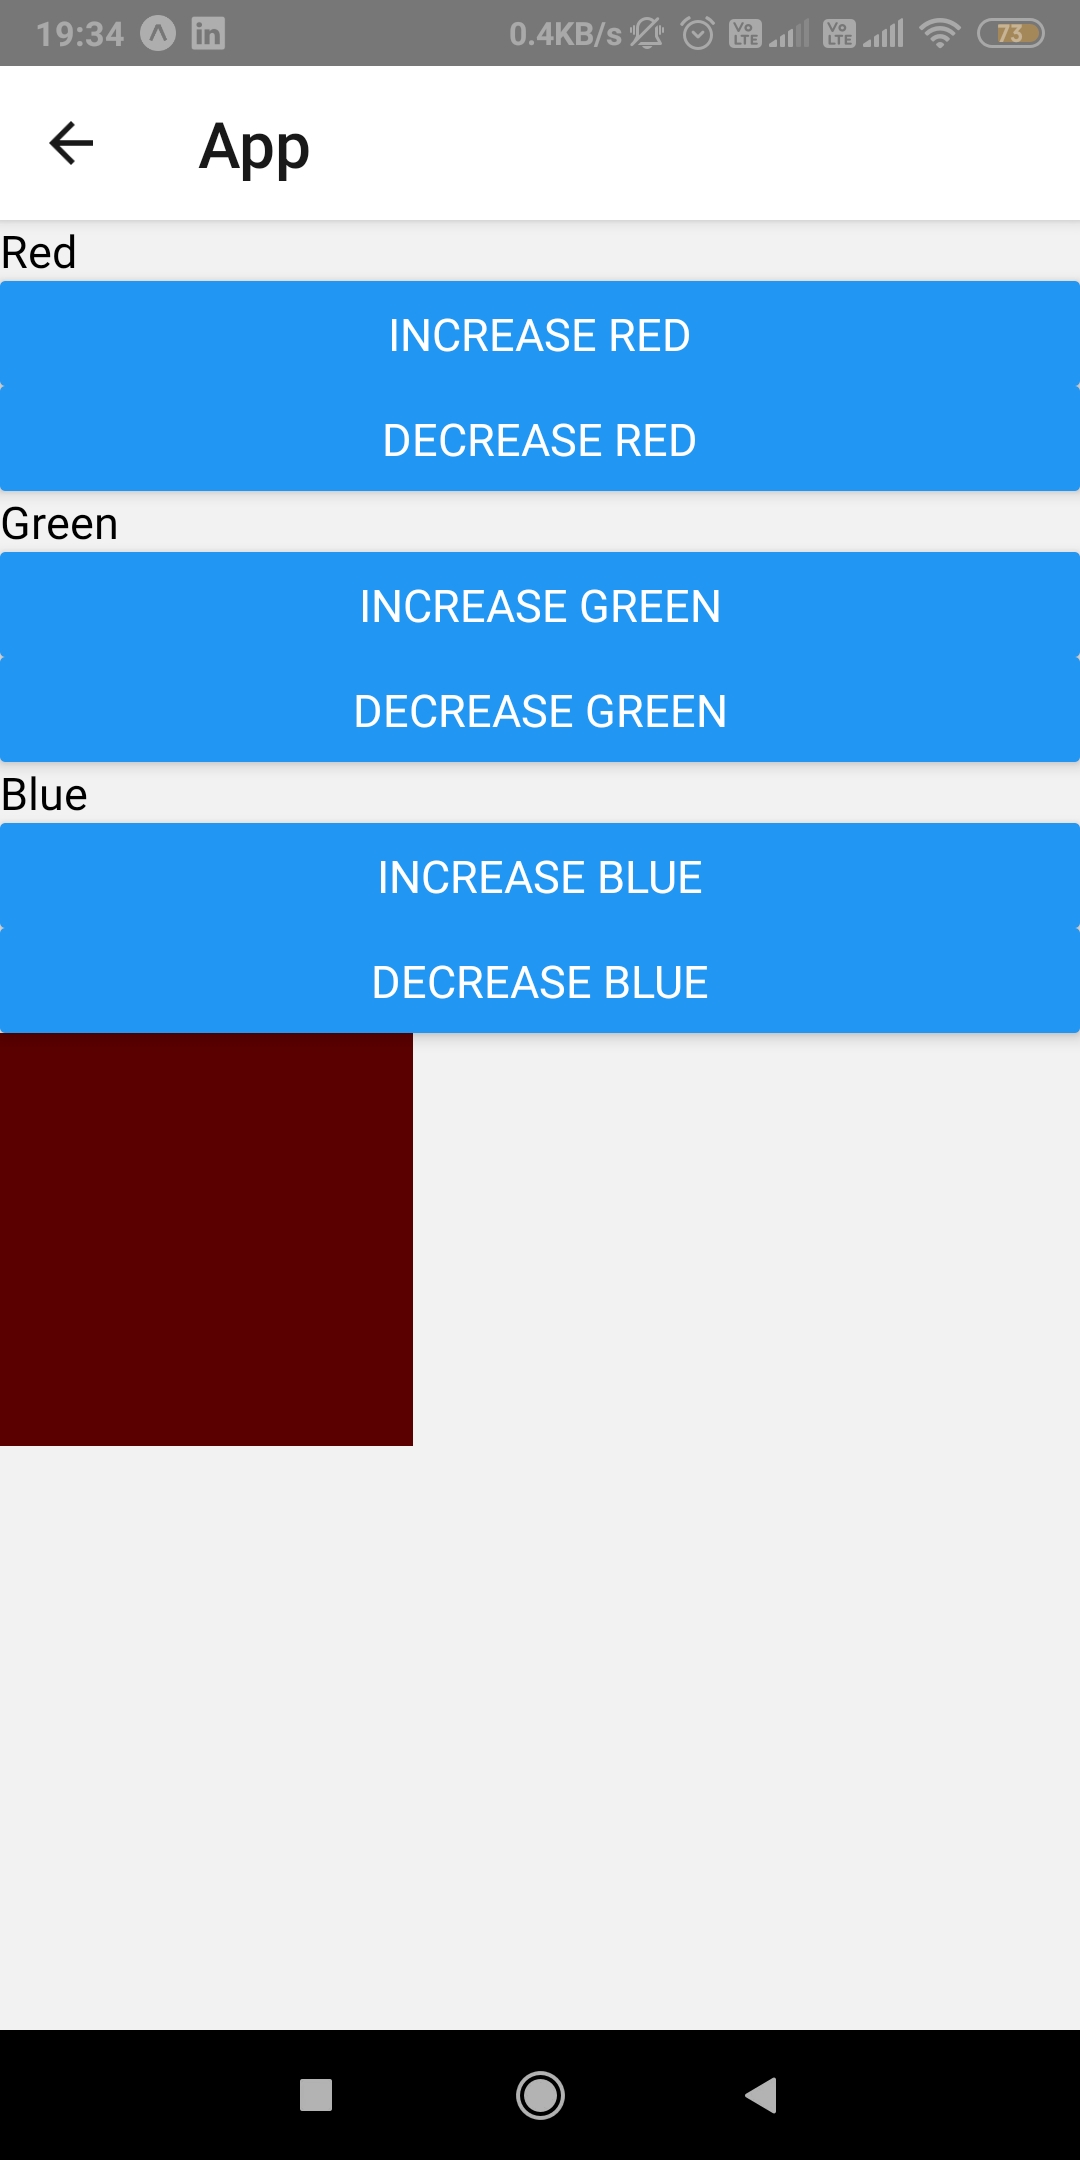 19:34 in 0.4KB/s Vo LTE Vo LTE 73
App
Red
INCREASE RED
DECREASE RED
Green
INCREASE GREEN
DECREASE GREEN
Blue
INCREASE BLUE
DECREASE BLUE